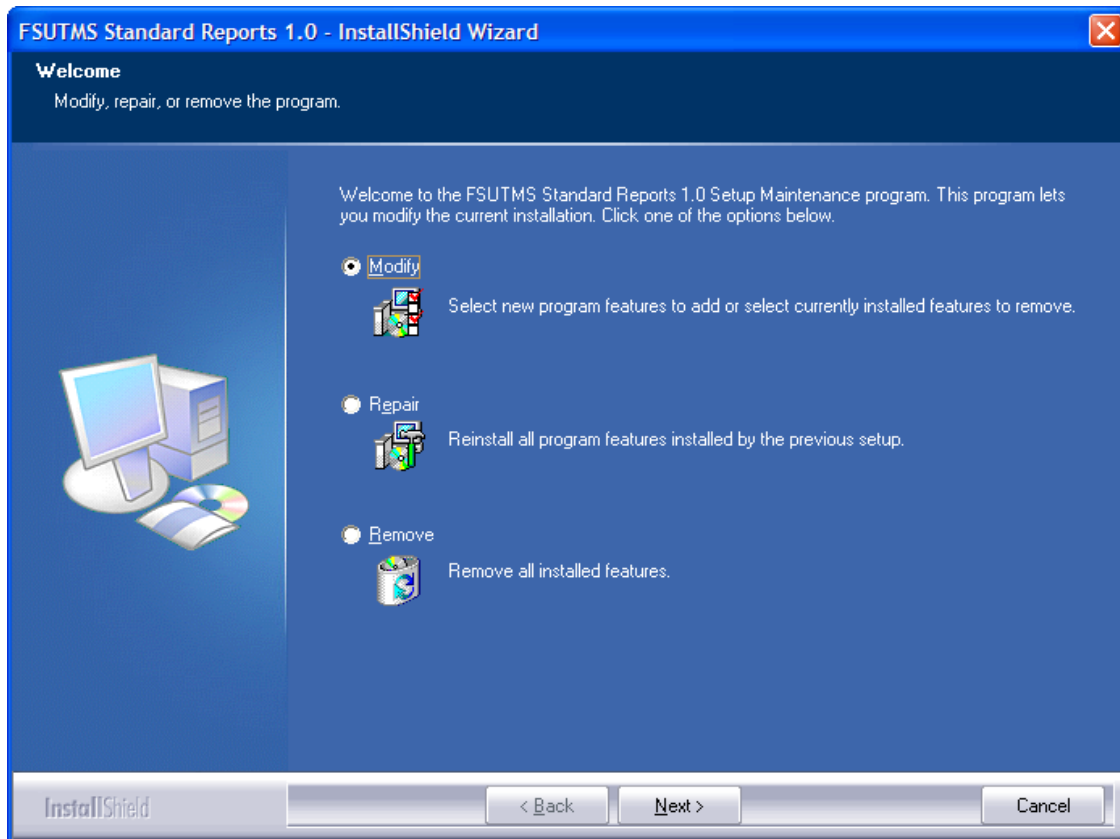 FSUTMS Standard Reports 1.0 - InstallShield Wizard
Welcome
Modify, repair, or remove the program.
Welcome to the FSUTMS Standard Reports 1.0 Setup Maintenance program. This program lets
you modify the current installation. Click one of the options below.
Modify
Select new program features to add or select currently installed features to remove.
Repair
Reinstall all program features installed by the previous setup.
Remove
Remove all installed features.
InstallShield
< Back
Next >
Cancel